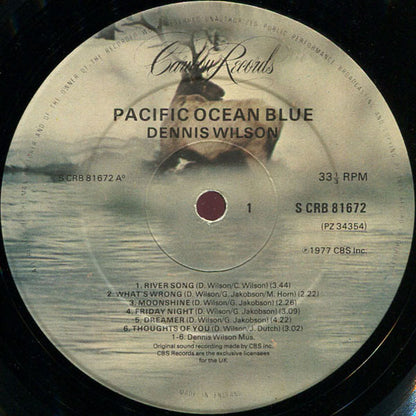 Caribou Records
PACIFIC OCEAN BLUE
DENNIS WILSON
S CRB 81672 A⁰
33⅓ RPM
1
S CRB 81672
(PZ 34354)
℗1977 CBS Inc.
1. RIVER SONG (D. Wilson/C. Wilson) (3.44)
2. WHAT'S WRONG (D. Wilson/G. Jakobson/M. Horn) (2.22)
3. MOONSHINE (D. Wilson/G. Jakobson) (2.26)
4. FRIDAY NIGHT (D. Wilson/G. Jakobson) (3.09)
5. DREAMER (D. Wilson/G. Jakobson) (4.22)
6. THOUGHTS OF YOU (D. Wilson/J. Dutch) (3.02)
1-6. Dennis Wilson Mus.
Original sound recording made by CBS Inc.
CBS Records are the exclusive licensees
for the UK.